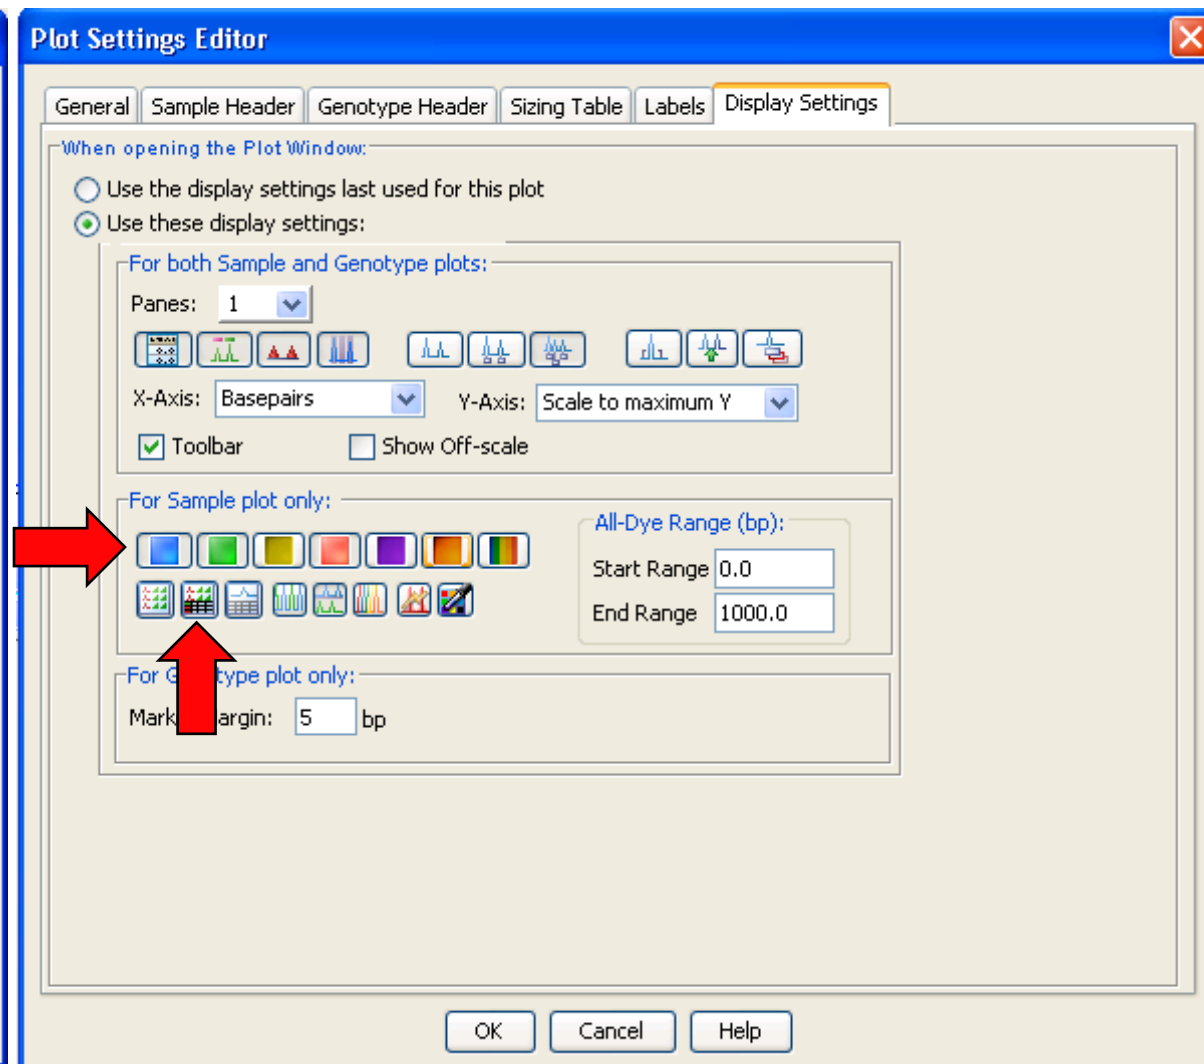 Plot Settings Editor
General Sample Header Genotype Header Sizing Table Labels Display Settings
When opening the Plot Window:
Use the display settings last used for this plot
Use these display settings:
For both Sample and Genotype plots:
Panes: 1
X-Axis: Basepairs Y-Axis: Scale to maximum Y
Toolbar Show Off-scale
For Sample plot only:
All-Dye Range (bp):
Start Range 0.0
End Range 1000.0
For G type plot only:
Mark argin: 5 bp
OK Cancel Help